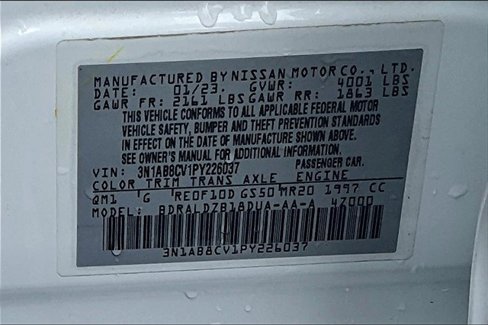 MANUFACTURED BY NISSAN MOTOR CO., LTD.
DATE: 01/23. GVWR: 4001 LBS
GAWR FR: 2161 LBS GAWR RR: 1863 LBS
THIS VEHICLE CONFORMS TO ALL APPLICABLE FEDERAL MOTOR
VEHICLE SAFETY, BUMPER AND THEFT PREVENTION STANDARDS
IN EFFECT ON THE DATE OF MANUFACTURE SHOWN ABOVE.
SEE OWNER'S MANUAL FOR ADDITIONAL INFORMATION.
VIN: 3N1AB8CV1PY226037 PASSENGER CAR.
COLOR TRIM TRANS AXLE ENGINE
QM1 G RE0F10D GS50 MR20 1997 CC
MODEL: BDRALDZB18DUA-AA-A 4Z000
3N1AB8CV1PY226037